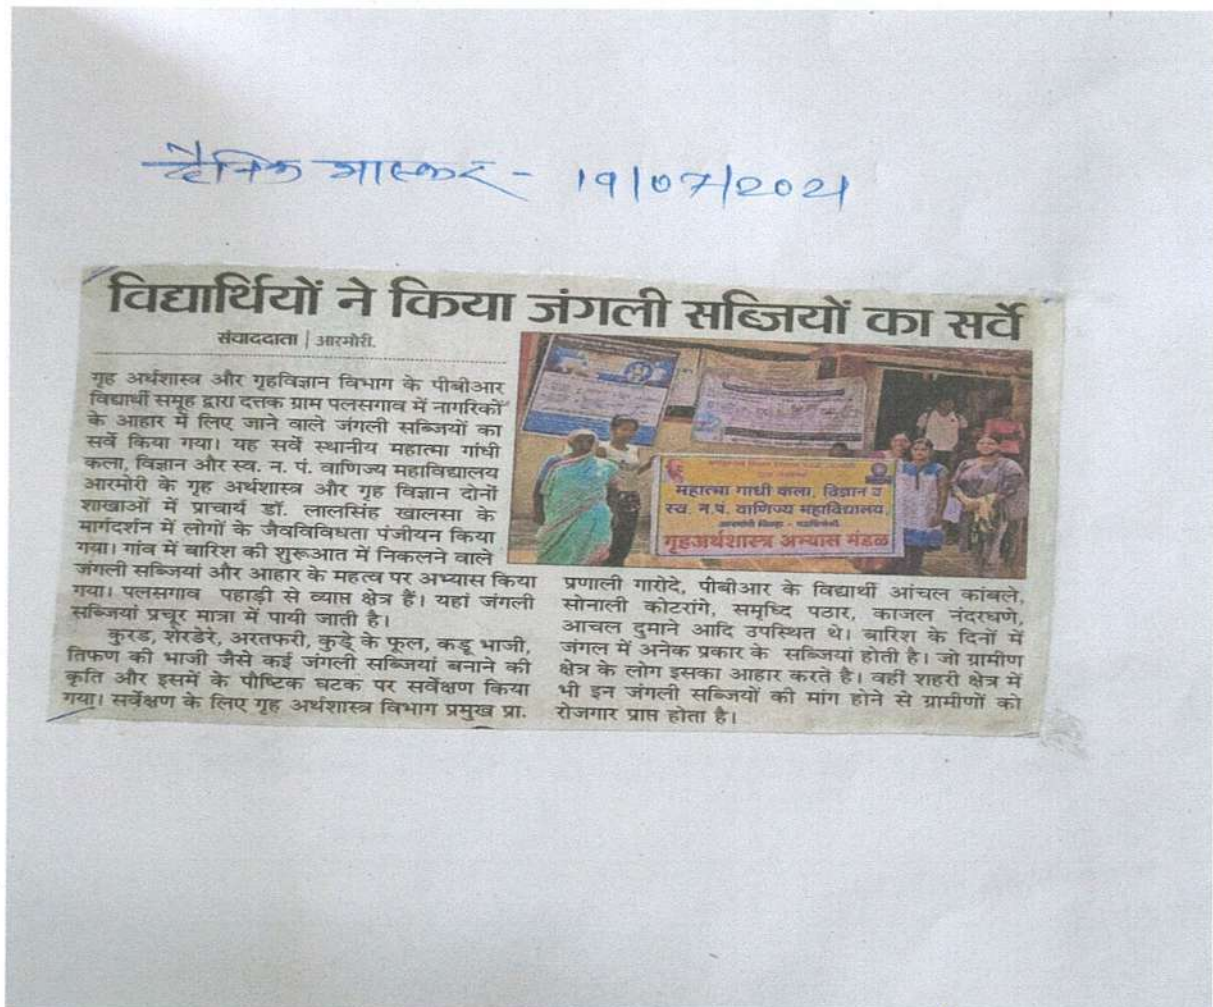 दैनिक भास्कर - 19/07/2021
विद्यार्थियों ने किया जंगली सब्जियों का सर्वे
संवाददाता | आरमोरी.
गृह अर्थशास्त्र और गृहविज्ञान विभाग के पीबीआर
विद्यार्थी समूह द्वारा दत्तक ग्राम पलसगाव में नागरिकों
के आहार में लिए जाने वाले जंगली सब्जियों का
सर्वे किया गया। यह सर्वे स्थानीय महात्मा गांधी
कला, विज्ञान और स्व. न. पं. वाणिज्य महाविद्यालय
आरमोरी के गृह अर्थशास्त्र और गृह विज्ञान दोनों
शाखाओं में प्राचार्य डॉ. लालसिंह खालसा के
मार्गदर्शन में लोगों के जैवविविधता पंजीयन किया
गया। गांव में बारिश की शुरूआत में निकलने वाले
जंगली सब्जियां और आहार के महत्व पर अभ्यास किया
गया। पलसगाव पहाड़ी से व्याप्त क्षेत्र हैं। यहां जंगली
सब्जियां प्रचूर मात्रा में पायी जाती है।
कुरड, शेरडेरे, अरतफरी, कुड़े के फूल, कडू भाजी,
तिफण की भाजी जैसे कई जंगली सब्जियां बनाने की
कृति और इसमें के पौष्टिक घटक पर सर्वेक्षण किया
गया। सर्वेक्षण के लिए गृह अर्थशास्त्र विभाग प्रमुख प्रा.
महात्मा गांधी कला, विज्ञान व
स्व. न.पं. वाणिज्य महाविद्यालय,
गृहअर्थशास्त्र अभ्यास मंडळ
प्रणाली गारोदे, पीबीआर के विद्यार्थी आंचल कांबले,
सोनाली कोटरांगे, समृध्दि पठार, काजल नंदरधणे,
आचल दुमाने आदि उपस्थित थे। बारिश के दिनों में
जंगल में अनेक प्रकार के सब्जियां होती है। जो ग्रामीण
क्षेत्र के लोग इसका आहार करते है। वहीं शहरी क्षेत्र में
भी इन जंगली सब्जियों की मांग होने से ग्रामीणों को
रोजगार प्राप्त होता है।